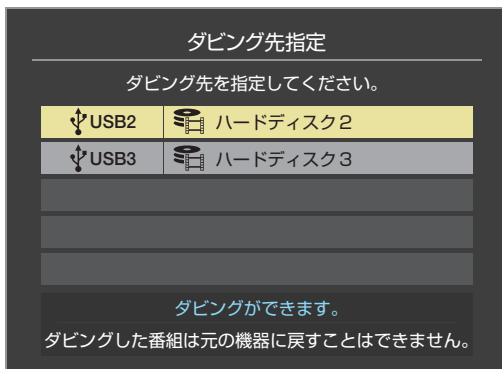 ダビング先指定
ダビング先を指定してください。
USB2 ハードディスク2
USB3 ハードディスク3
ダビングができます。
ダビングした番組は元の機器に戻すことはできません。